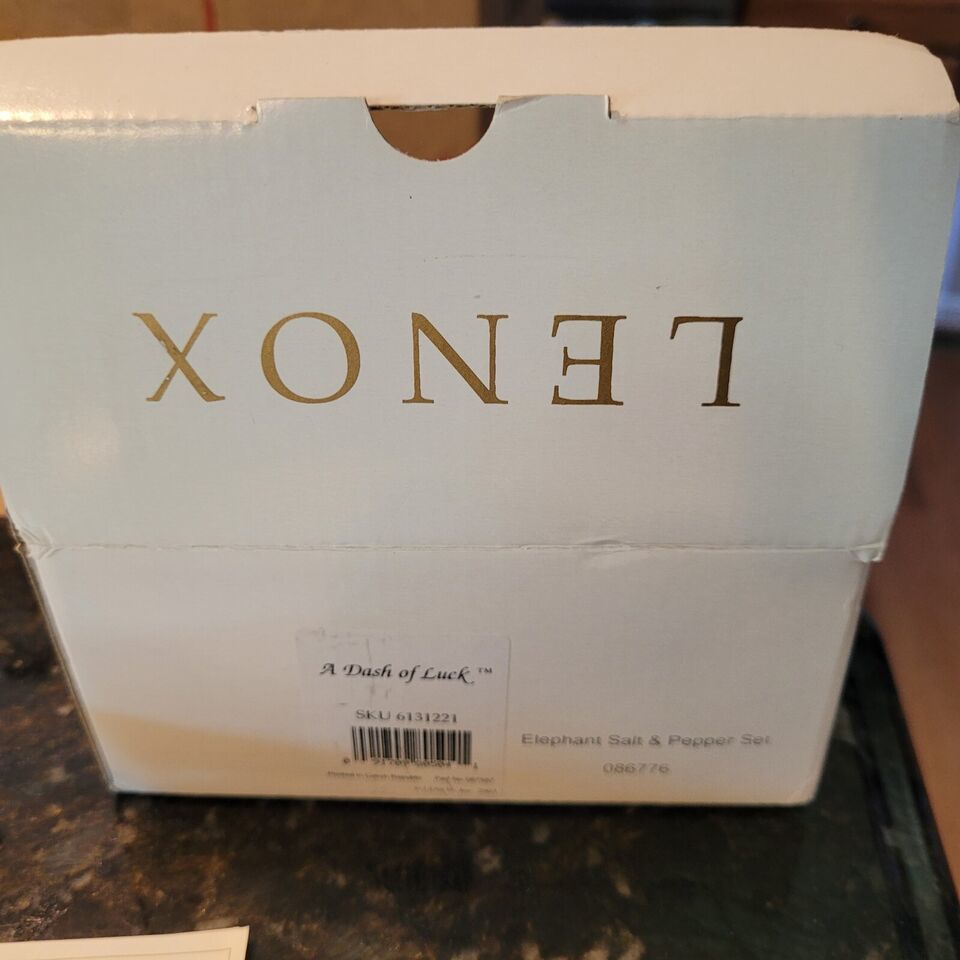 LENOX
A Dash of Luck™
SKU 6131221
Elephant Salt & Pepper Set
086776